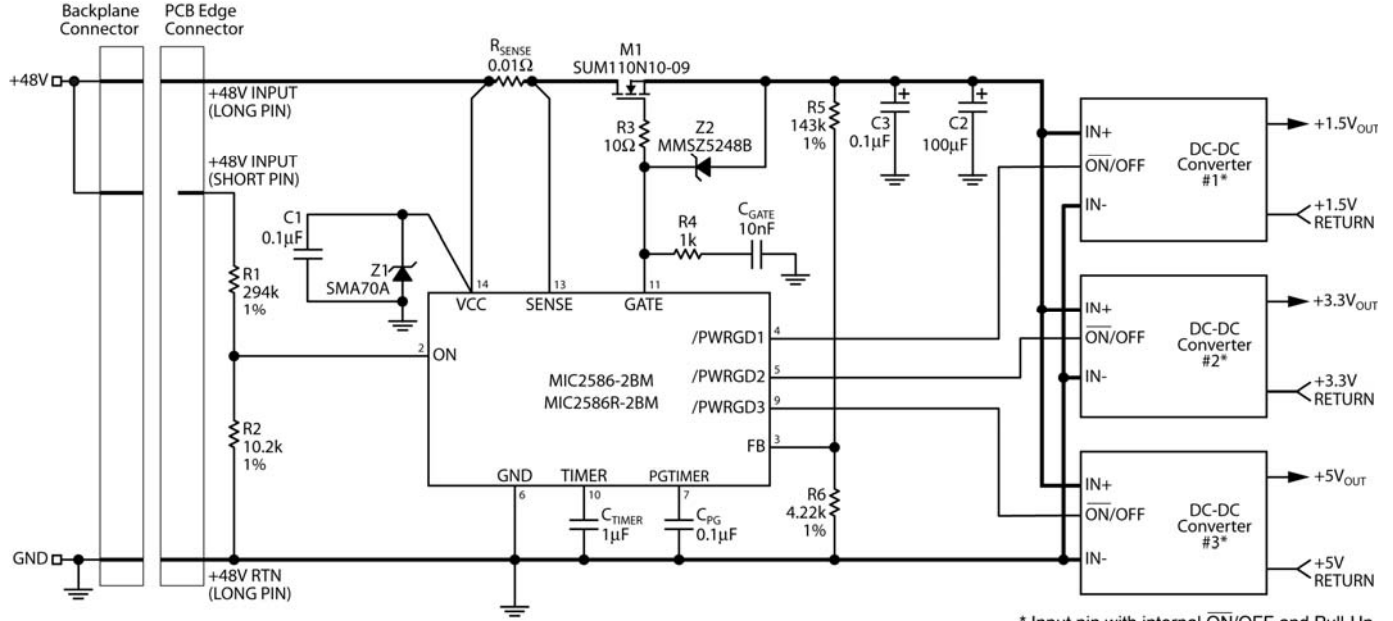 Backplane
Connector
PCB Edge
Connector
+48V
+48V INPUT
(LONG PIN)
+48V INPUT
(SHORT PIN)
R1
294k
1%
R2
10.2k
1%
GND
+48V RTN
(LONG PIN)
C1
0.1µF
Z1
SMA70A
RSENSE
0.01Ω
M1
SUM110N10-09
R3
10Ω
Z2
MMSZ5248B
R4
1k
CGATE
10nF
R5
143k
1%
C3
0.1µF
C2
100µF
14
VCC
13
SENSE
11
GATE
2
ON
MIC2586-2BM
MIC2586R-2BM
/PWRGD1
4
/PWRGD2
5
/PWRGD3
9
FB
3
GND
6
TIMER
10
PGTIMER
7
CTIMER
1µF
CPG
0.1µF
R6
4.22k
1%
IN+
ON/OFF
IN-
DC-DC
Converter
#1*
+1.5VOUT
+1.5V
RETURN
IN+
ON/OFF
IN-
DC-DC
Converter
#2*
+3.3VOUT
+3.3V
RETURN
IN+
ON/OFF
IN-
DC-DC
Converter
#3*
+5VOUT
+5V
RETURN
* Input pin with internal ON/OFF and Pull-Up